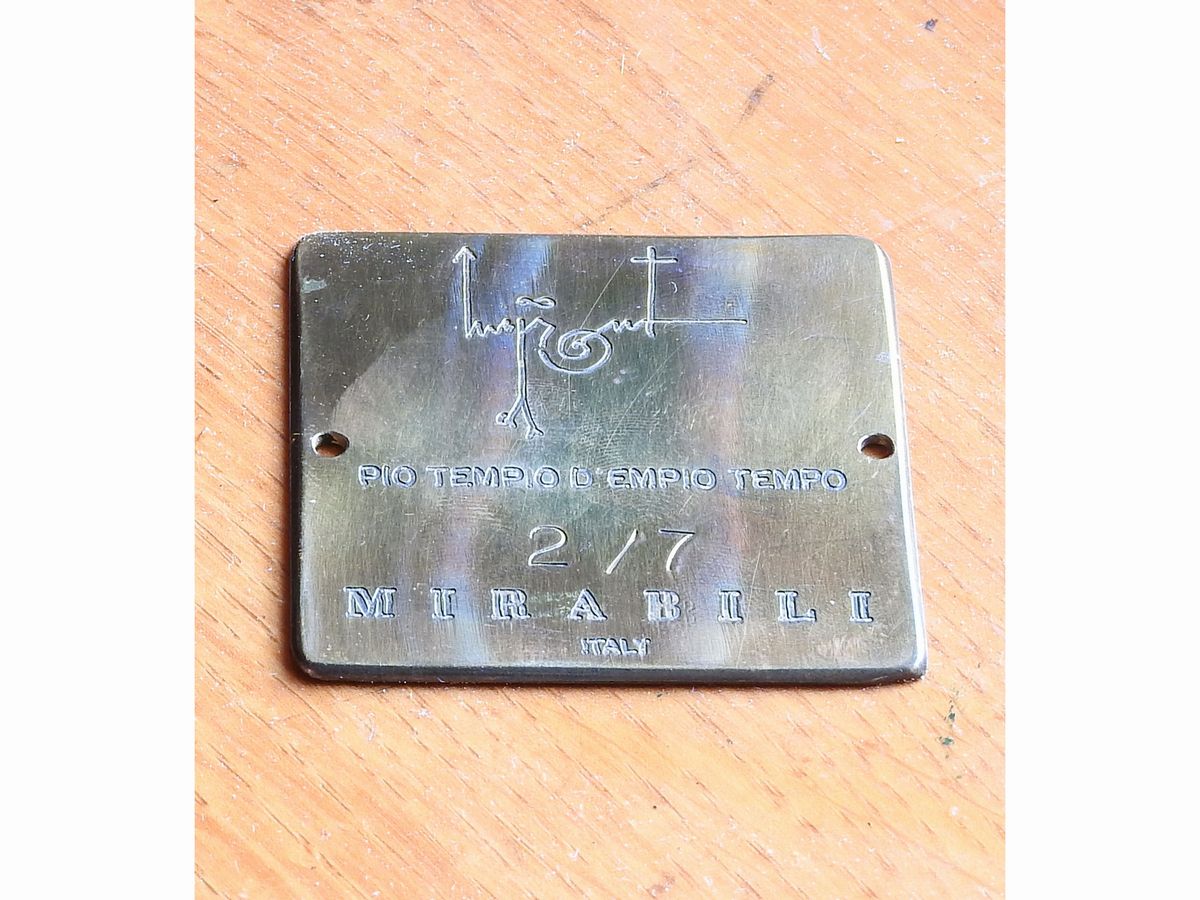 PIO TEMPIO D'EMPIO TEMPO
2/7
MIRABILI
ITALY